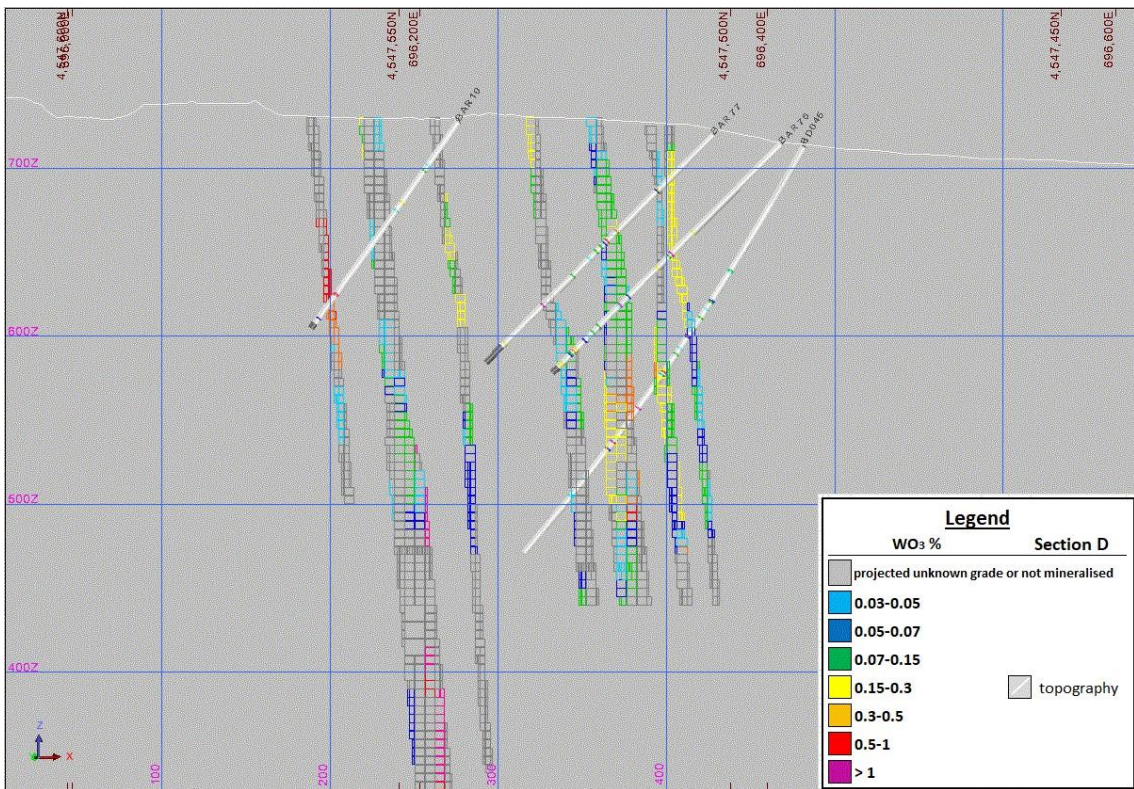 4,547,600N
4,547,550N
696,200E
4,547,500N
696,400E
4,547,450N
696,600E
BAR10
BAR77
BAR76
BD046
700Z
600Z
500Z
400Z
100
200
300
400
Z
X
Legend
WO₃ %
Section D
projected unknown grade or not mineralised
0.03-0.05
0.05-0.07
0.07-0.15
0.15-0.3
topography
0.3-0.5
0.5-1
> 1